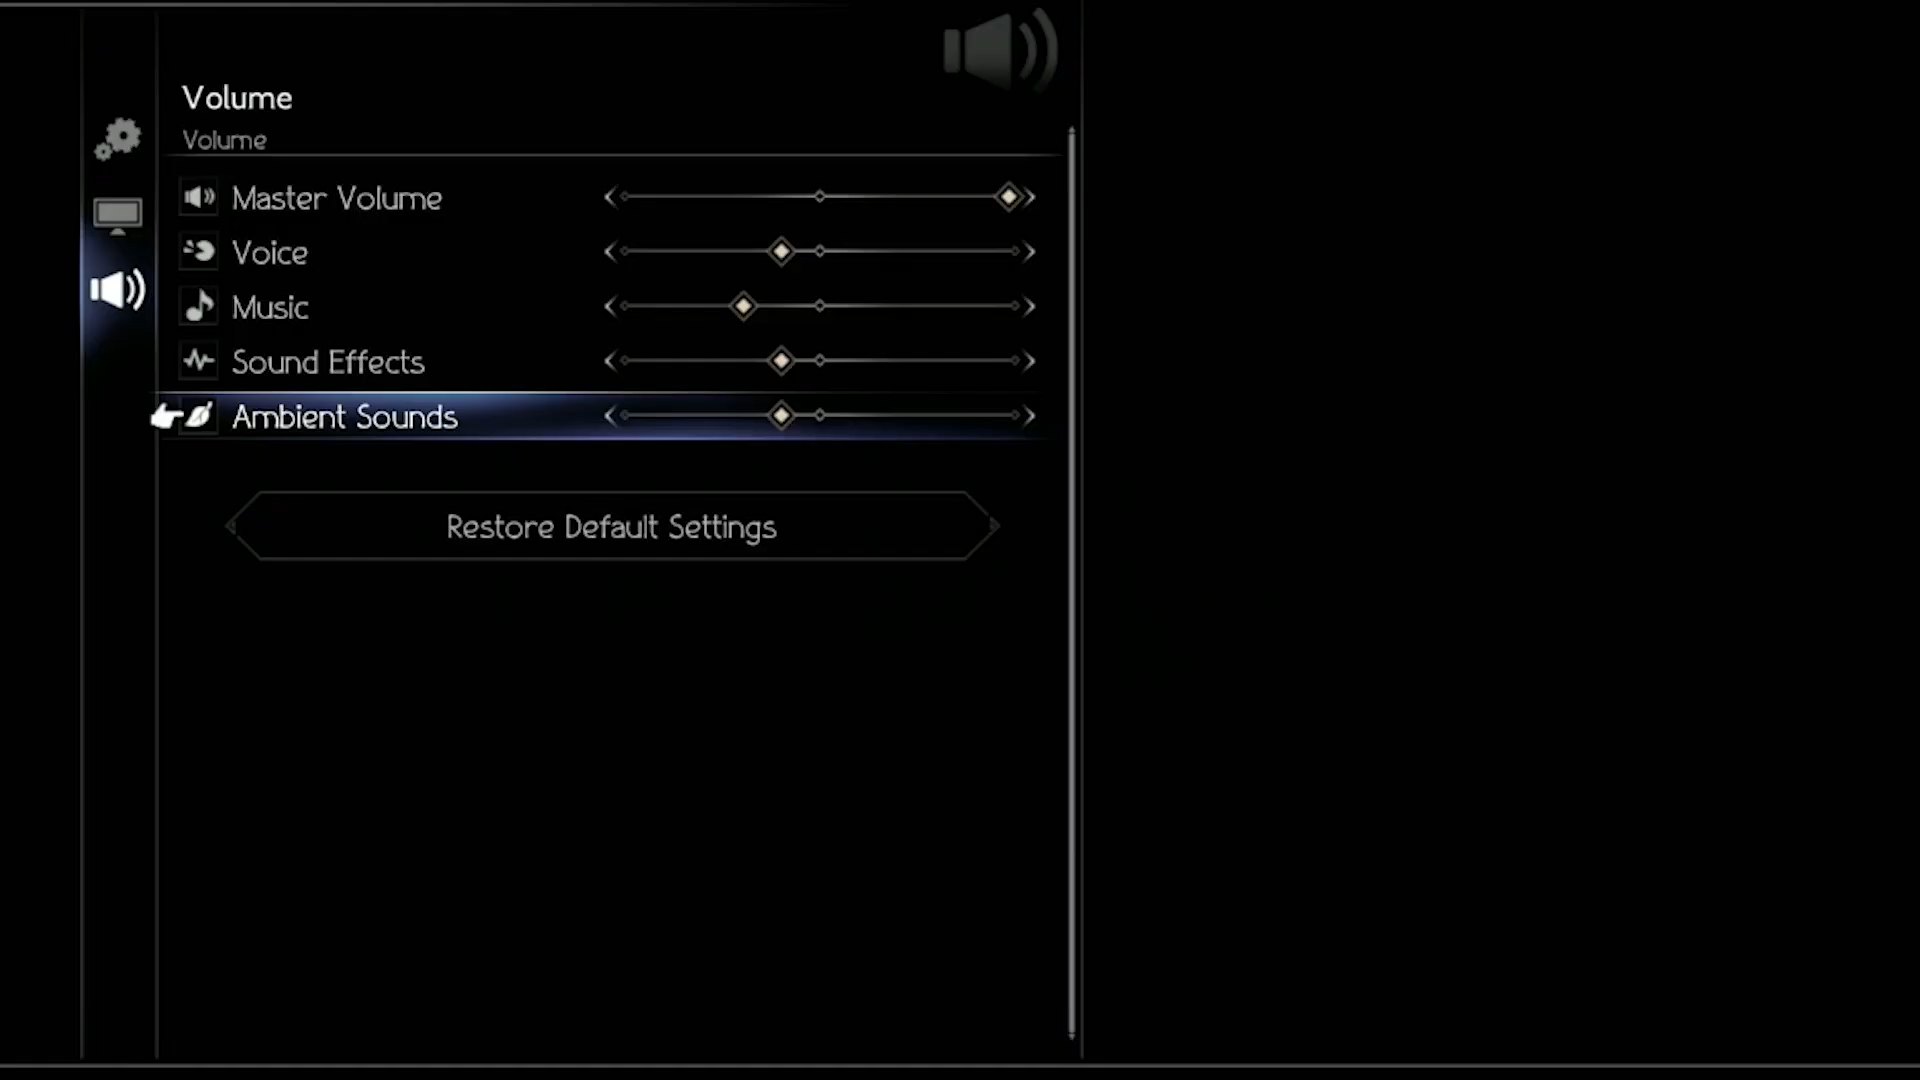 Volume
Volume
Master Volume
Voice
Music
Sound Effects
Ambient Sounds
Restore Default Settings